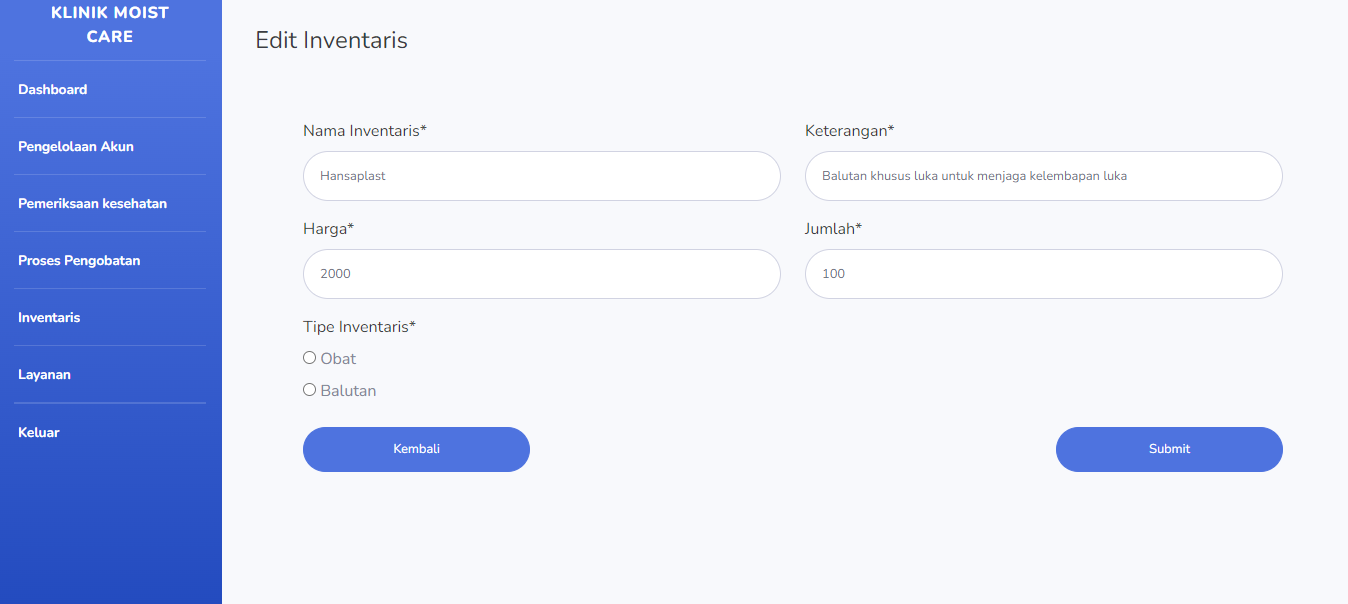 KLINIK MOIST
CARE
Dashboard
Pengelolaan Akun
Pemeriksaan kesehatan
Proses Pengobatan
Inventaris
Layanan
Keluar
Edit Inventaris
Nama Inventaris*
Hansaplast
Keterangan*
Balutan khusus luka untuk menjaga kelembapan luka
Harga*
2000
Jumlah*
100
Tipe Inventaris*
Obat
Balutan
Kembali
Submit